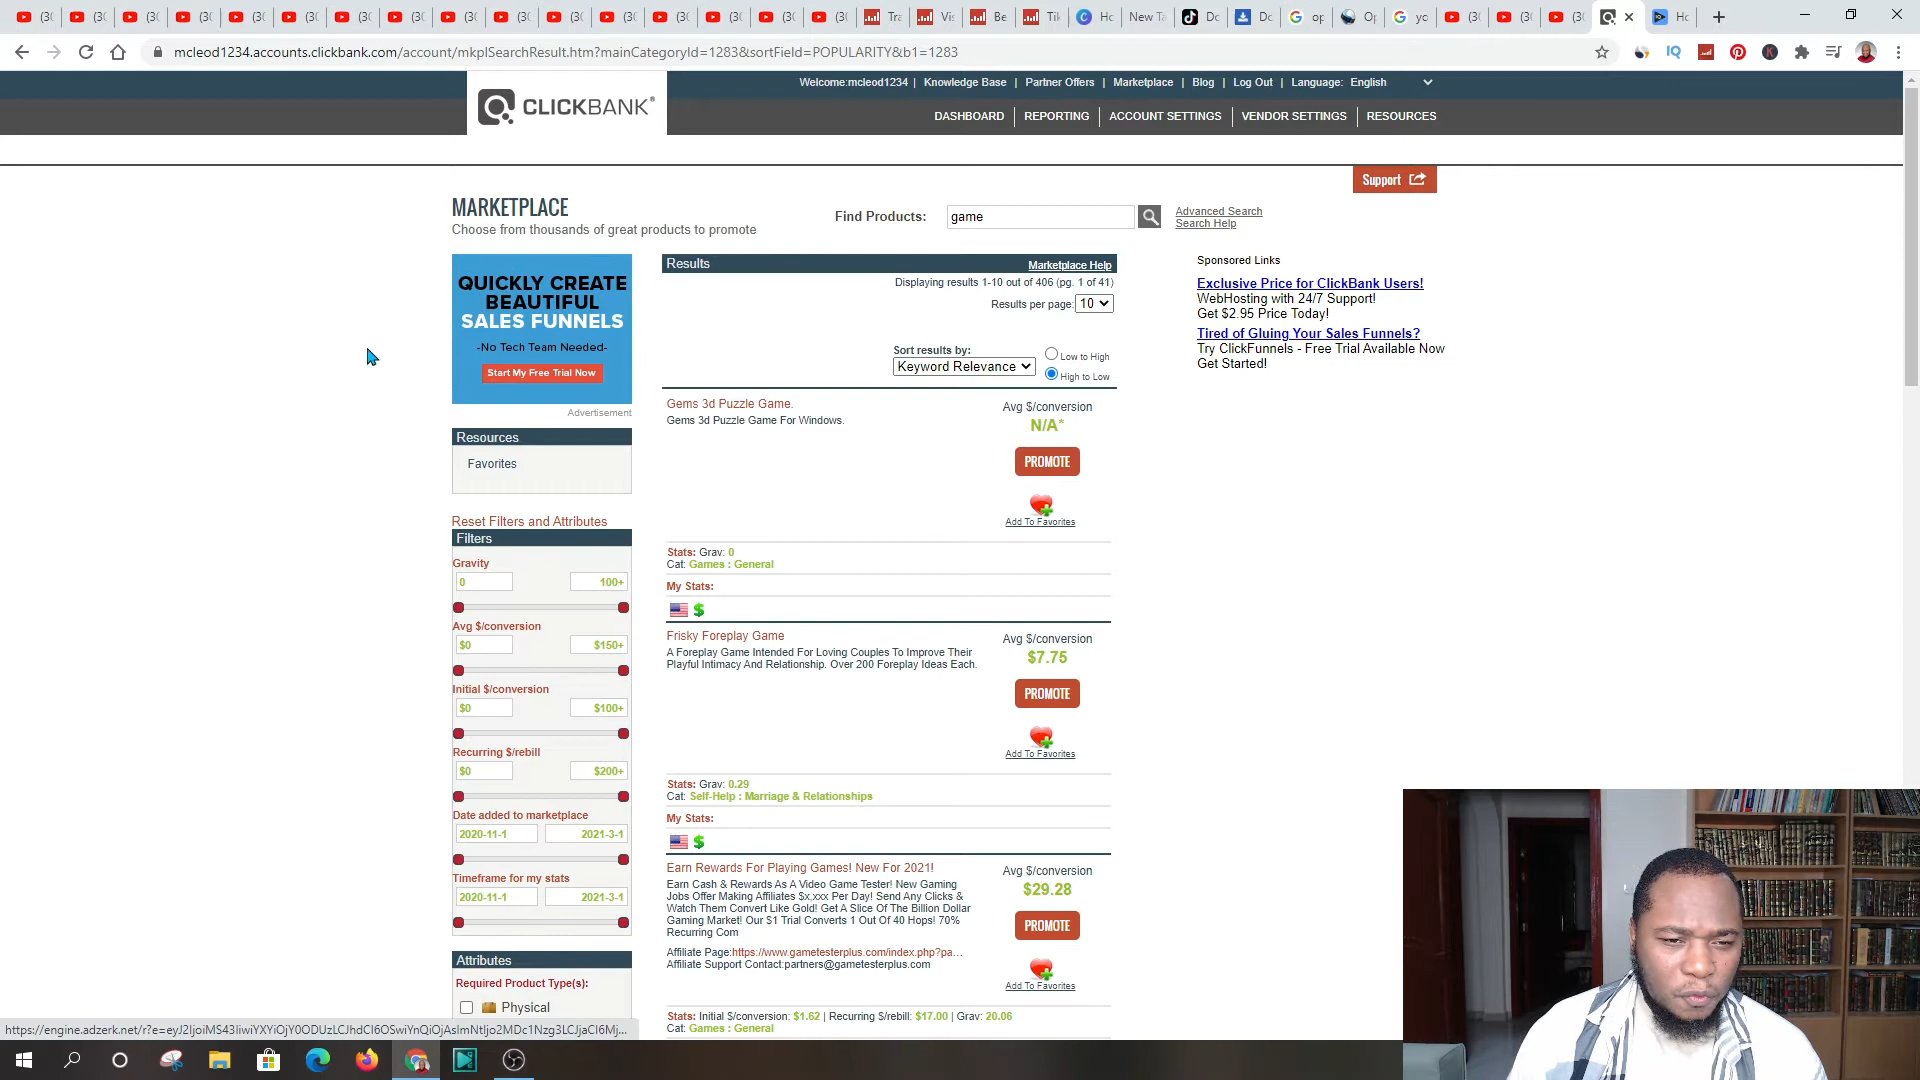 mcleod1234.accounts.clickbank.com/account/mkplSearchResult.htm?mainCategoryId=1283&sortField=POPULARITY&b1=1283
Welcome:mcleod1234 | Knowledge Base | Partner Offers | Marketplace | Blog | Log Out | Language: English
CLICKBANK
DASHBOARD | REPORTING | ACCOUNT SETTINGS | VENDOR SETTINGS | RESOURCES
Support
MARKETPLACE
Choose from thousands of great products to promote
Find Products: game
Advanced Search
Search Help
QUICKLY CREATE
BEAUTIFUL
SALES FUNNELS
-No Tech Team Needed-
Start My Free Trial Now
Advertisement
Resources
Favorites
Reset Filters and Attributes
Filters
Gravity
0 100+
Avg $/conversion
$0 $150+
Initial $/conversion
$0 $100+
Recurring $/rebill
$0 $200+
Date added to marketplace
2020-11-1 2021-3-1
Timeframe for my stats
2020-11-1 2021-3-1
Attributes
Required Product Type(s):
Physical
Results
Marketplace Help
Displaying results 1-10 out of 406 (pg. 1 of 41)
Results per page: 10
Sort results by:
Keyword Relevance
Low to High
High to Low
Gems 3d Puzzle Game.
Gems 3d Puzzle Game For Windows.
Avg $/conversion
N/A*
PROMOTE
Add To Favorites
Stats: Grav: 0
Cat: Games : General
My Stats:
$
Frisky Foreplay Game
A Foreplay Game Intended For Loving Couples To Improve Their
Playful Intimacy And Relationship. Over 200 Foreplay Ideas Each.
Avg $/conversion
$7.75
PROMOTE
Add To Favorites
Stats: Grav: 0.29
Cat: Self-Help : Marriage & Relationships
My Stats:
$
Earn Rewards For Playing Games! New For 2021!
Earn Cash & Rewards As A Video Game Tester! New Gaming
Jobs Offer Making Affiliates $x,xxx Per Day! Send Any Clicks &
Watch Them Convert Like Gold! Get A Slice Of The Billion Dollar
Gaming Market! Our $1 Trial Converts 1 Out Of 40 Hops! 70%
Recurring Com
Affiliate Page:https://www.gametesterplus.com/index.php?pa...
Affiliate Support Contact:partners@gametesterplus.com
Avg $/conversion
$29.28
PROMOTE
Add To Favorites
Stats: Initial $/conversion: $1.62 | Recurring $/rebill: $17.00 | Grav: 20.06
Cat: Games : General
Sponsored Links
Exclusive Price for ClickBank Users!
WebHosting with 24/7 Support!
Get $2.95 Price Today!
Tired of Gluing Your Sales Funnels?
Try ClickFunnels - Free Trial Available Now
Get Started!